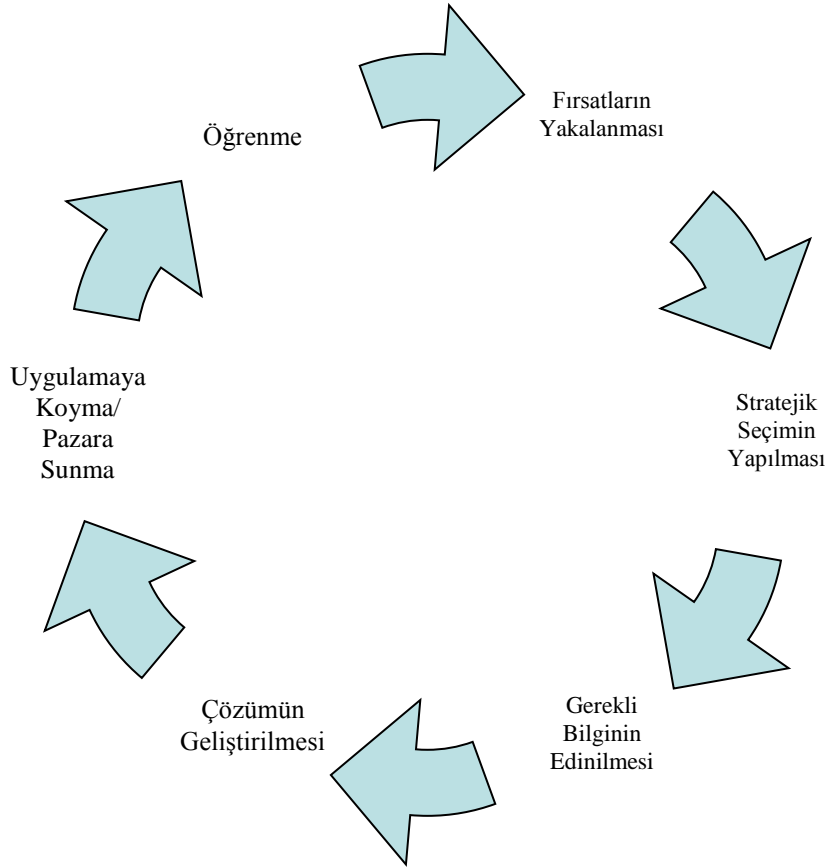 Öğrenme
Fırsatların
Yakalanması
Stratejik
Seçimin
Yapılması
Gerekli
Bilginin
Edinilmesi
Çözümün
Geliştirilmesi
Uygulamaya
Koyma/
Pazara
Sunma